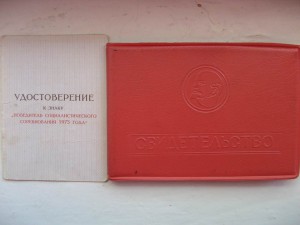 УДОСТОВЕРЕНИЕ
К ЗНАКУ
„ПОБЕДИТЕЛЬ СОЦИАЛИСТИЧЕСКОГО
СОРЕВНОВАНИЯ 1975 ГОДА“
СВИДЕТЕЛЬСТВО